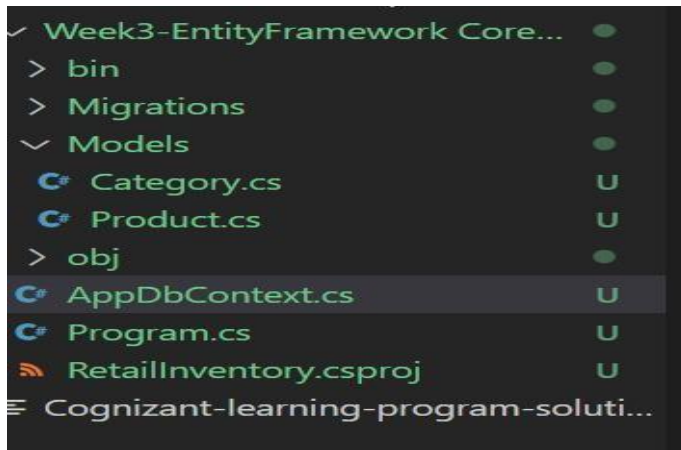 Week3-EntityFramework Core...
bin
Migrations
Models
C# Category.cs U
C# Product.cs U
obj
C# AppDbContext.cs U
C# Program.cs U
RetailInventory.csproj U
Cognizant-learning-program-soluti...